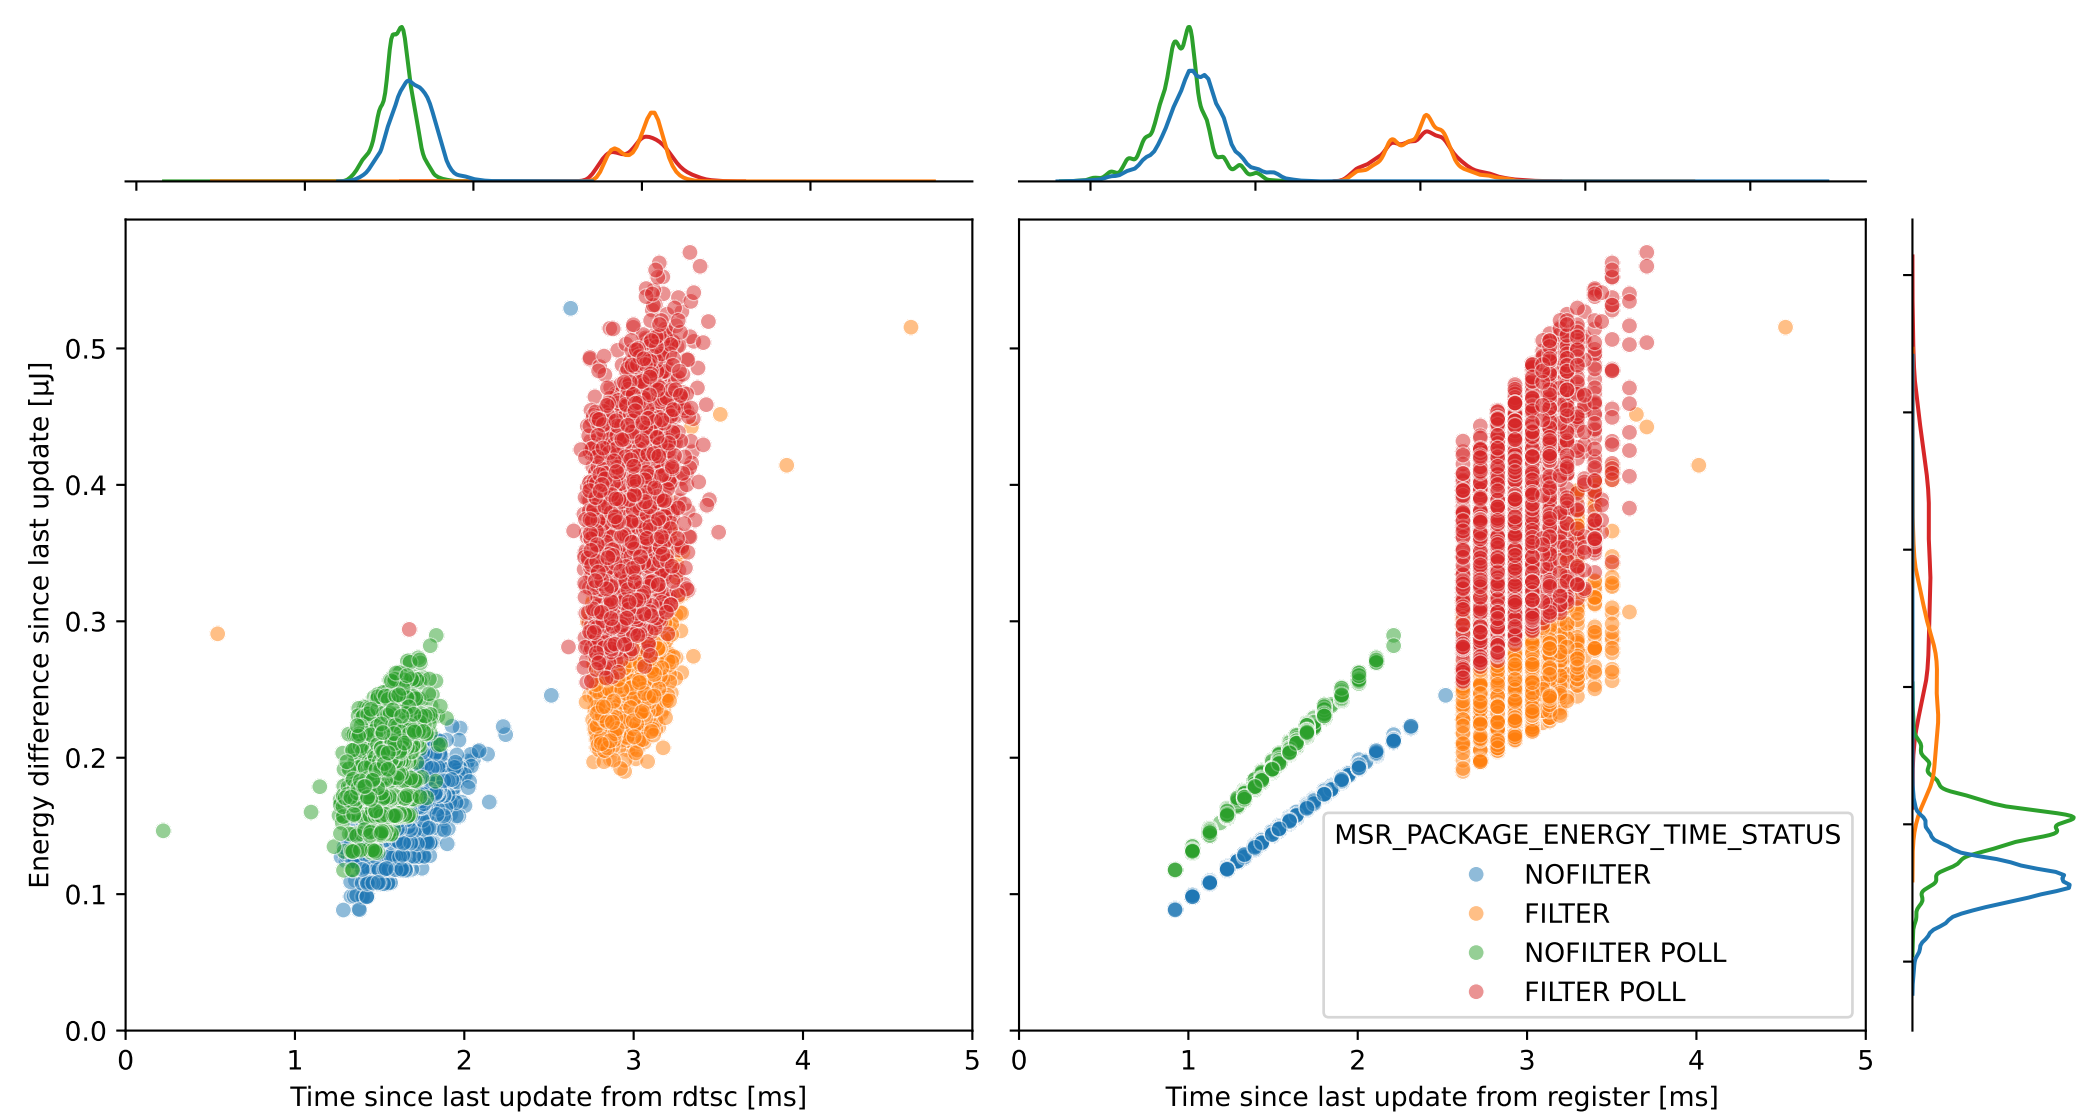 Energy difference since last update [µJ]
0.5
0.4
0.3
0.2
0.1
0.0
0 1 2 3 4 5
Time since last update from rdtsc [ms]
MSR_PACKAGE_ENERGY_TIME_STATUS
NOFILTER
FILTER
NOFILTER POLL
FILTER POLL
0 1 2 3 4 5
Time since last update from register [ms]